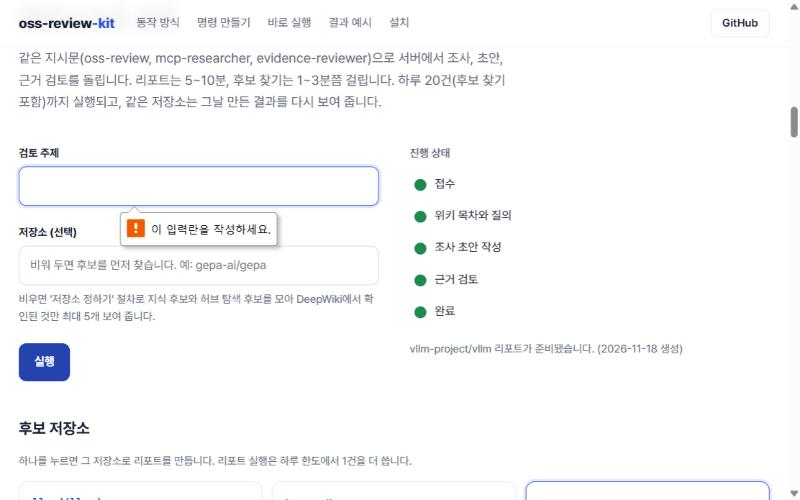 oss-review-kit 동작 방식 명령 만들기 바로 실행 결과 예시 설치 GitHub
같은 지시문(oss-review, mcp-researcher, evidence-reviewer)으로 서버에서 조사, 초안,
근거 검토를 돌립니다. 리포트는 5~10분, 후보 찾기는 1~3분쯤 걸립니다. 하루 20건(후보 찾기
포함)까지 실행되고, 같은 저장소는 그날 만든 결과를 다시 보여 줍니다.
검토 주제
이 입력란을 작성하세요.
저장소 (선택)
비워 두면 후보를 먼저 찾습니다. 예: gepa-ai/gepa
비우면 '저장소 정하기' 절차로 지식 후보와 허브 탐색 후보를 모아 DeepWiki에서 확
인된 것만 최대 5개 보여 줍니다.
실행
진행 상태
접수
위키 목차와 질의
조사 초안 작성
근거 검토
완료
vllm-project/vllm 리포트가 준비됐습니다. (2026-11-18 생성)
후보 저장소
하나를 누르면 그 저장소로 리포트를 만듭니다. 리포트 실행은 하루 한도에서 1건을 더 씁니다.